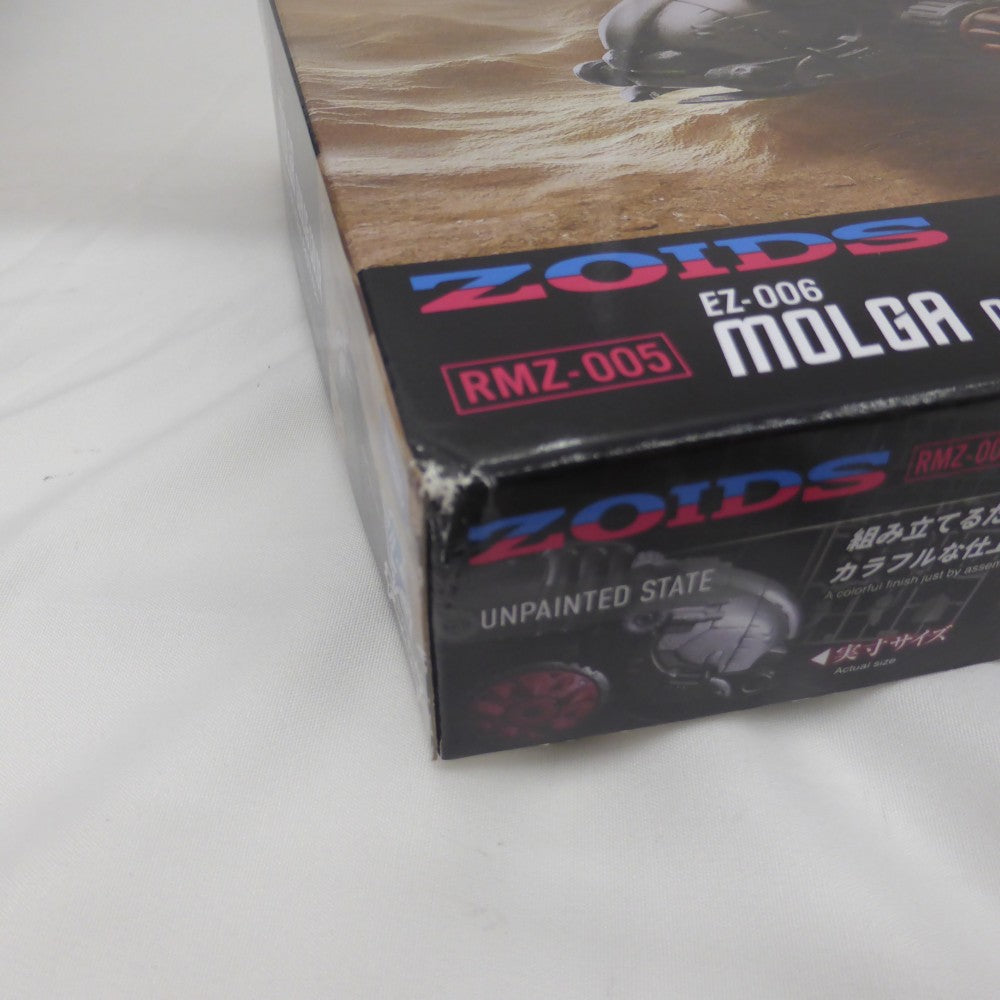 ZOIDS
EZ-006
MOLGA
RMZ-005
ZOIDS
RMZ-00
UNPAINTED STATE
組み立てるだ
カラフルな仕上
A colorful finish just by assem
◀実寸サイズ
Actual size